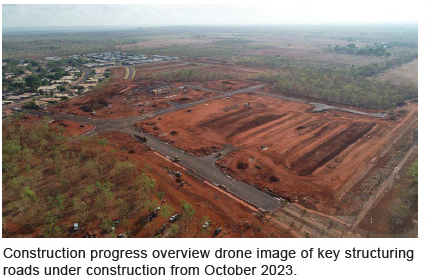 Construction progress overview drone image of key structuring
roads under construction from October 2023.